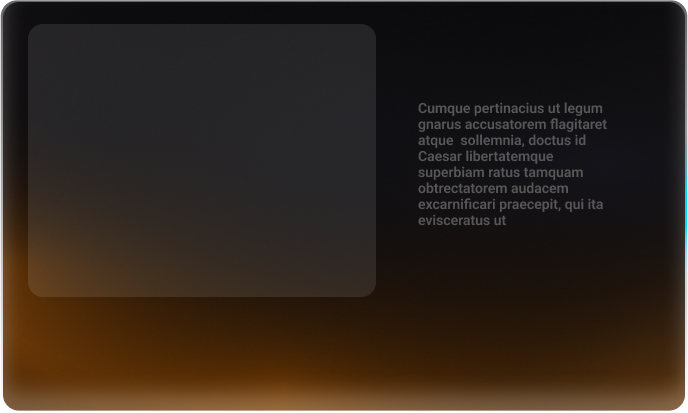 Cumque pertinacius ut legum
gnarus accusatorem flagitaret
atque  sollemnia, doctus id
Caesar libertatemque
superbiam ratus tamquam
obtrectatorem audacem
excarnificari praecepit, qui ita
evisceratus ut